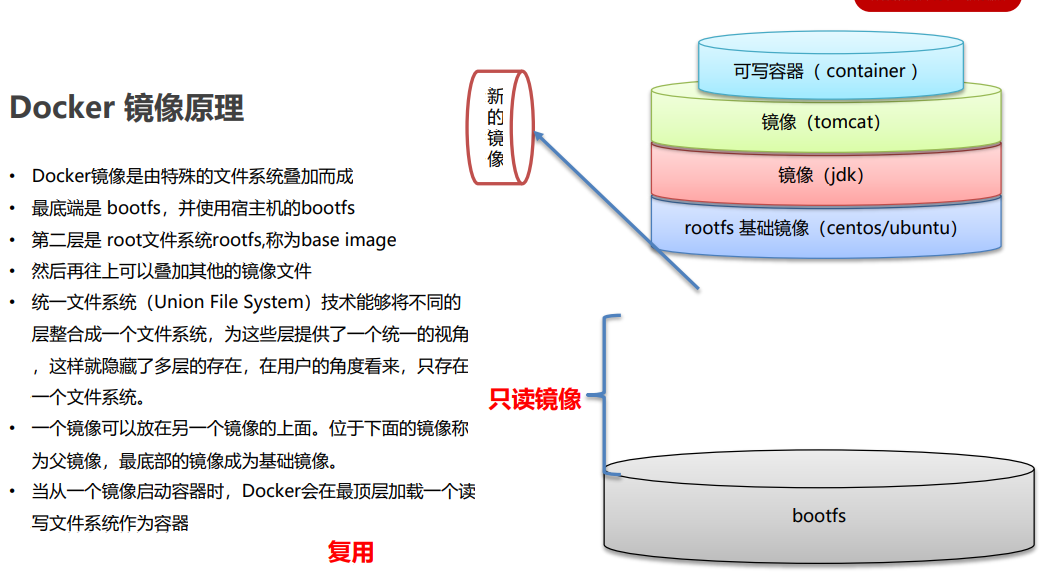 Docker 镜像原理
• Docker镜像是由特殊的文件系统叠加而成
• 最底端是 bootfs，并使用宿主机的bootfs
• 第二层是 root文件系统rootfs,称为base image
• 然后再往上可以叠加其他的镜像文件
• 统一文件系统（Union File System）技术能够将不同的
层整合成一个文件系统，为这些层提供了一个统一的视角
，这样就隐藏了多层的存在，在用户的角度看来，只存在
一个文件系统。
• 一个镜像可以放在另一个镜像的上面。位于下面的镜像称
为父镜像，最底部的镜像成为基础镜像。
• 当从一个镜像启动容器时，Docker会在最顶层加载一个读
写文件系统作为容器
复用
新
的
镜
像
可写容器（ container ）
镜像（tomcat）
镜像（jdk）
rootfs 基础镜像（centos/ubuntu）
只读镜像
bootfs